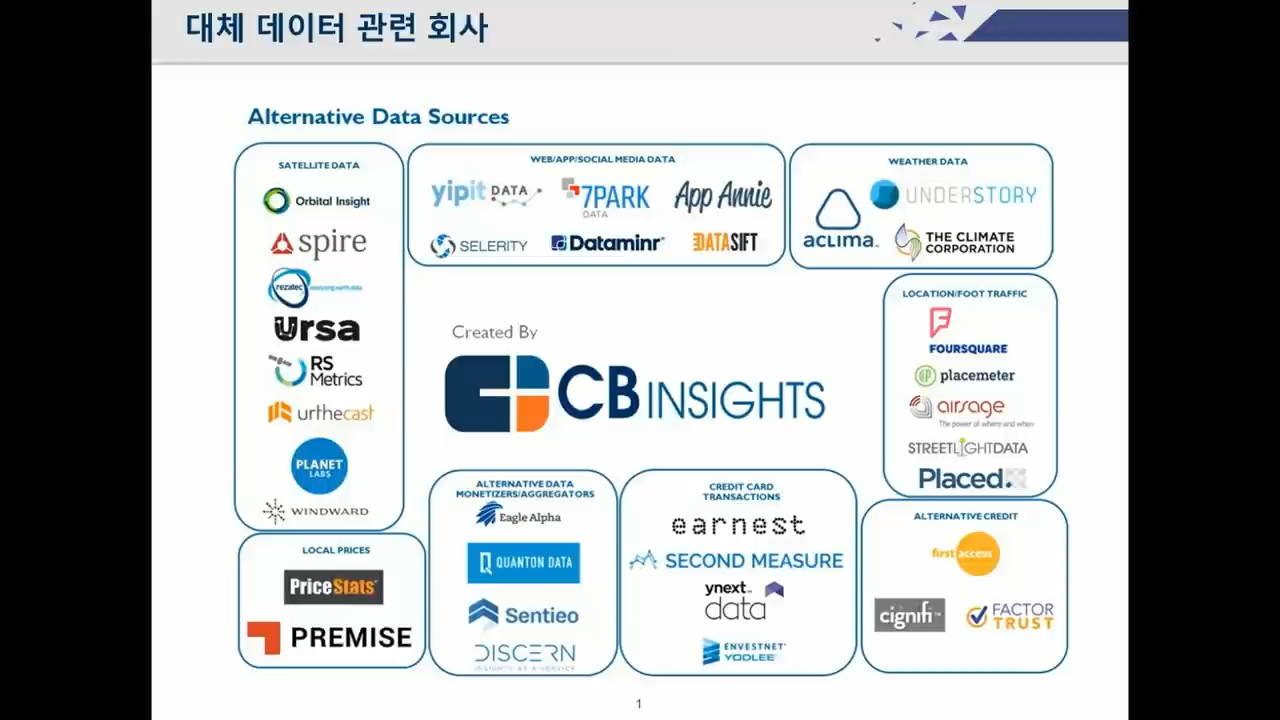 대체 데이터 관련 회사
Alternative Data Sources
SATELLITE DATA
Orbital Insight
spire
rezatec
Ursa
RS
Metrics
urthecast
PLANET
LABS
WINDWARD
WEB/APP/SOCIAL MEDIA DATA
yipit DATA
7PARK
DATA
App Annie
SELERITY
Dataminr
DATASIFT
WEATHER DATA
aclima
UNDERSTORY
THE CLIMATE
CORPORATION
LOCATION/FOOT TRAFFIC
FOURSQUARE
placemeter
airsage
The power of where and when
STREETLIGHTDATA
Placed
Created By
CB INSIGHTS
LOCAL PRICES
PriceStats
PREMISE
ALTERNATIVE DATA
MONETIZERS/AGGREGATORS
Eagle Alpha
QUANTON DATA
Sentieo
DISCERN
INSIGHTS AS A SERVICE
CREDIT CARD
TRANSACTIONS
earnest
SECOND MEASURE
ynext
data
ENVESTNET
YODLEE
ALTERNATIVE CREDIT
first access
cignifi
FACTOR
TRUST
1